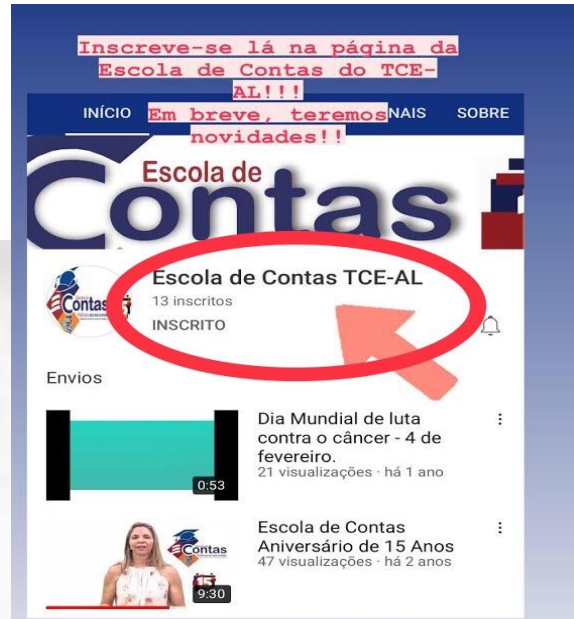 Inscreve-se lá na página da
Escola de Contas do TCE-
AL!!!
INÍCIO Em breve, teremos NAIS SOBRE
novidades!!
Escola de
Contas
Contas
Escola de Contas TCE-AL
13 inscritos
INSCRITO
Envios
Dia Mundial de luta
contra o câncer - 4 de
fevereiro.
21 visualizações · há 1 ano
0:53
Escola de Contas
Aniversário de 15 Anos
47 visualizações · há 2 anos
Contas
15
9:30